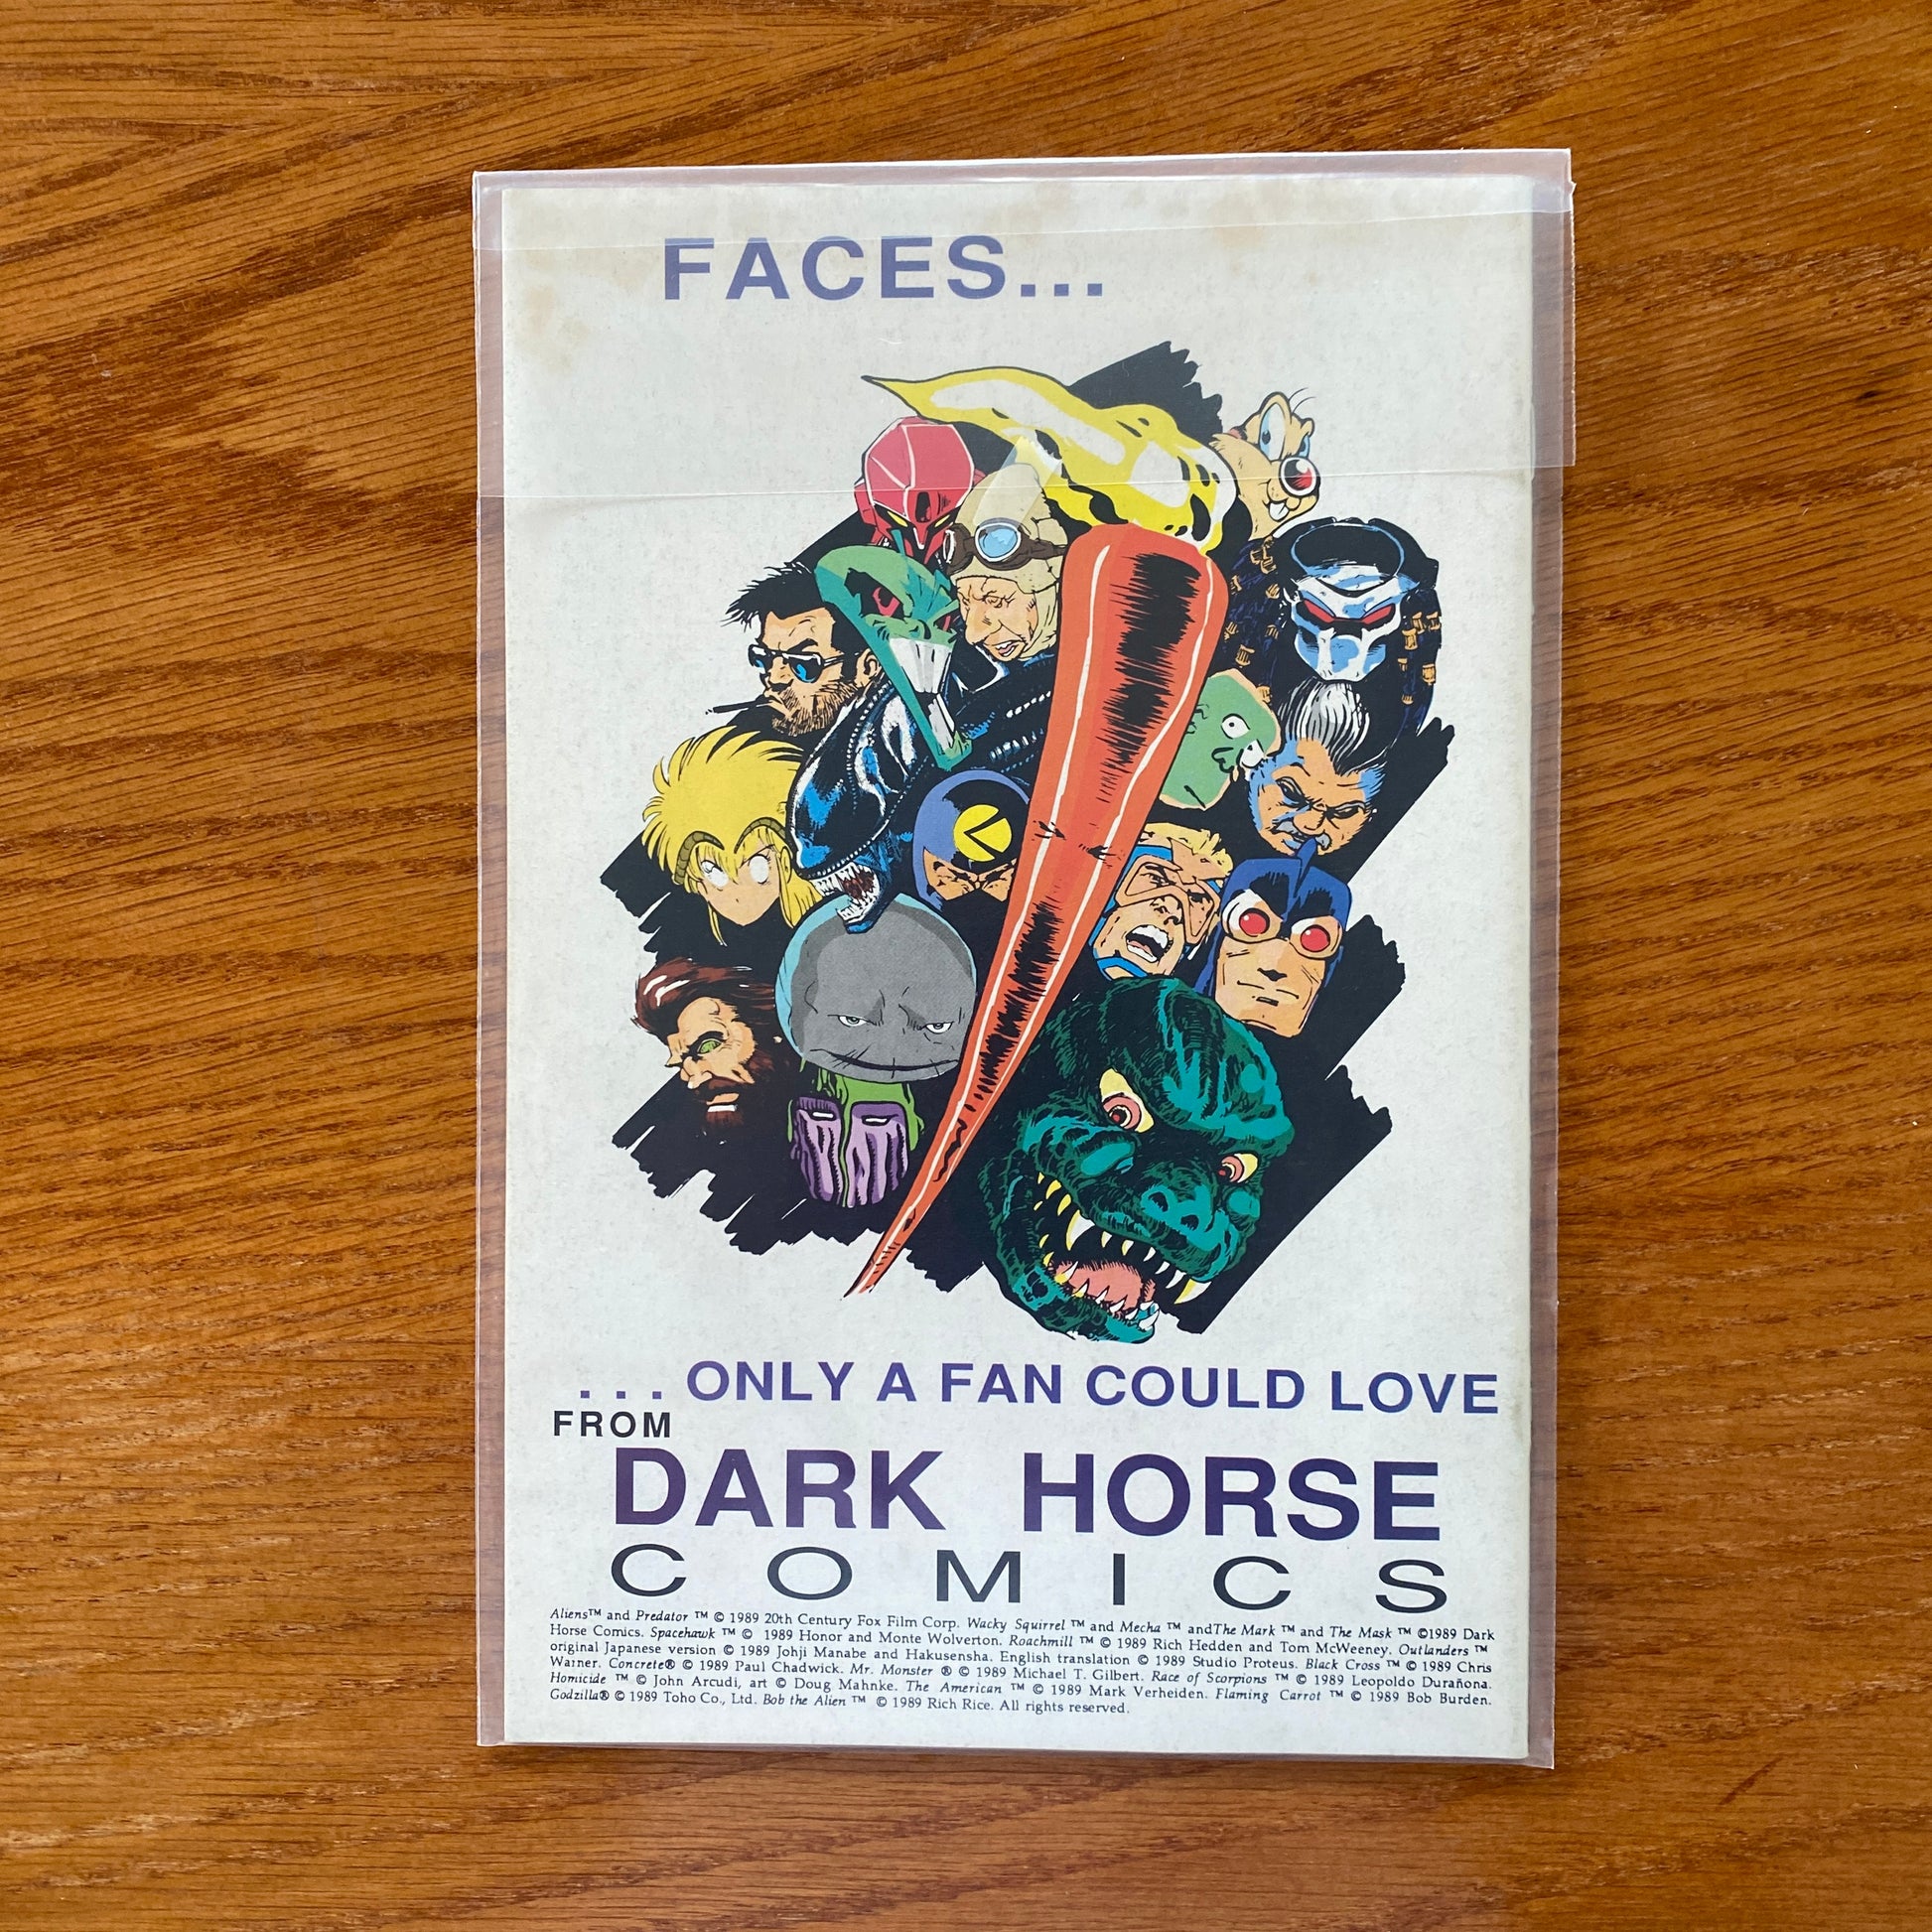 FACES...
...ONLY A FAN COULD LOVE
FROM
DARK HORSE
COMICS
Aliens™ and Predator ™ © 1989 20th Century Fox Film Corp. Wacky Squirrel ™ and Mecha ™ andThe Mark ™ and The Mask ™ ©1989 Dark
Horse Comics. Spacehawk ™ © 1989 Honor and Monte Wolverton. Roachmill ™ © 1989 Rich Hedden and Tom McWeeney. Outlanders ™
original Japanese version © 1989 Johji Manabe and Hakusensha. English translation © 1989 Studio Proteus. Black Cross ™ © 1989 Chris
Warner. Concrete® © 1989 Paul Chadwick. Mr. Monster ® © 1989 Michael T. Gilbert. Race of Scorpions ™ © 1989 Leopoldo Durañona.
Homicide ™ © John Arcudi, art © Doug Mahnke. The American ™ © 1989 Mark Verheiden. Flaming Carrot ™ © 1989 Bob Burden.
Godzilla® © 1989 Toho Co., Ltd. Bob the Alien ™ © 1989 Rich Rice. All rights reserved.